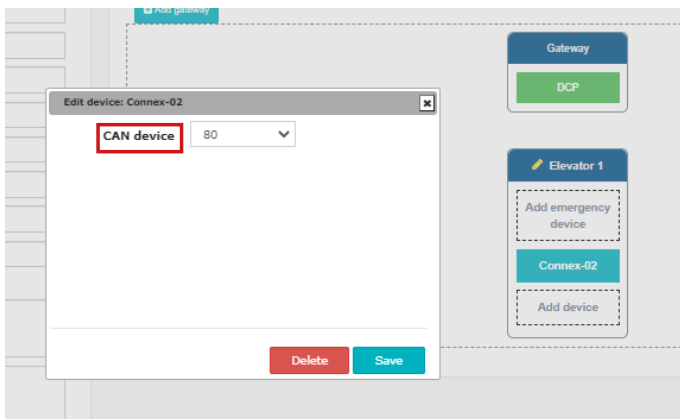 Add gateway
Gateway
DCP
Edit device: Connex-02
x
CAN device
80
Elevator 1
Add emergency
device
Connex-02
Add device
Delete
Save